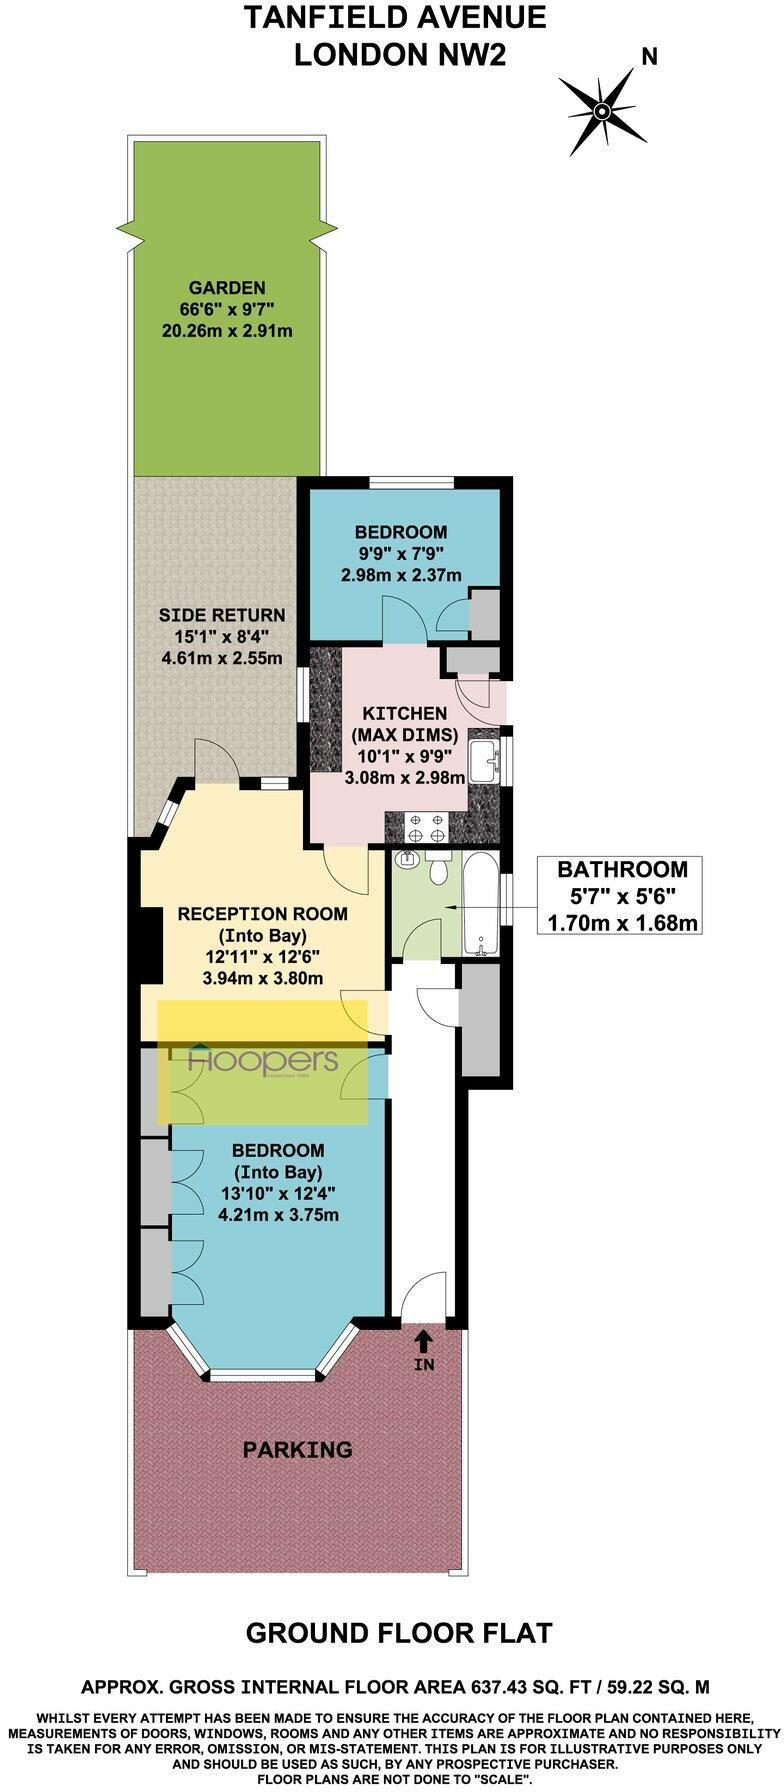 TANFIELD AVENUE
LONDON NW2
N
GARDEN
66'6" x 9'7"
20.26m x 2.91m
BEDROOM
9'9" x 7'9"
2.98m x 2.37m
SIDE RETURN
15'1" x 8'4"
4.61m x 2.55m
KITCHEN
(MAX DIMS)
10'1" x 9'9"
3.08m x 2.98m
BATHROOM
5'7" x 5'6"
1.70m x 1.68m
RECEPTION ROOM
(Into Bay)
12'11" x 12'6"
3.94m x 3.80m
Hoopers
Established 1984
BEDROOM
(Into Bay)
13'10" x 12'4"
4.21m x 3.75m
IN
PARKING
GROUND FLOOR FLAT
APPROX. GROSS INTERNAL FLOOR AREA 637.43 SQ. FT / 59.22 SQ. M
WHILST EVERY ATTEMPT HAS BEEN MADE TO ENSURE THE ACCURACY OF THE FLOOR PLAN CONTAINED HERE,
MEASUREMENTS OF DOORS, WINDOWS, ROOMS AND ANY OTHER ITEMS ARE APPROXIMATE AND NO RESPONSIBILITY
IS TAKEN FOR ANY ERROR, OMISSION, OR MIS-STATEMENT. THIS PLAN IS FOR ILLUSTRATIVE PURPOSES ONLY
AND SHOULD BE USED AS SUCH, BY ANY PROSPECTIVE PURCHASER.
FLOOR PLANS ARE NOT DONE TO "SCALE".